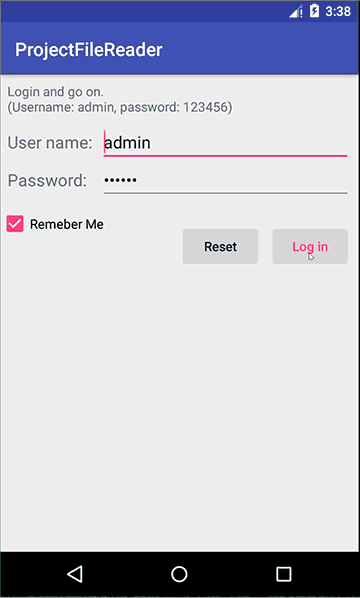 3:38
ProjectFileReader
Login and go on.
(Username: admin, password: 123456)
User name: admin
Password: ••••••
Remeber Me
Reset Log in